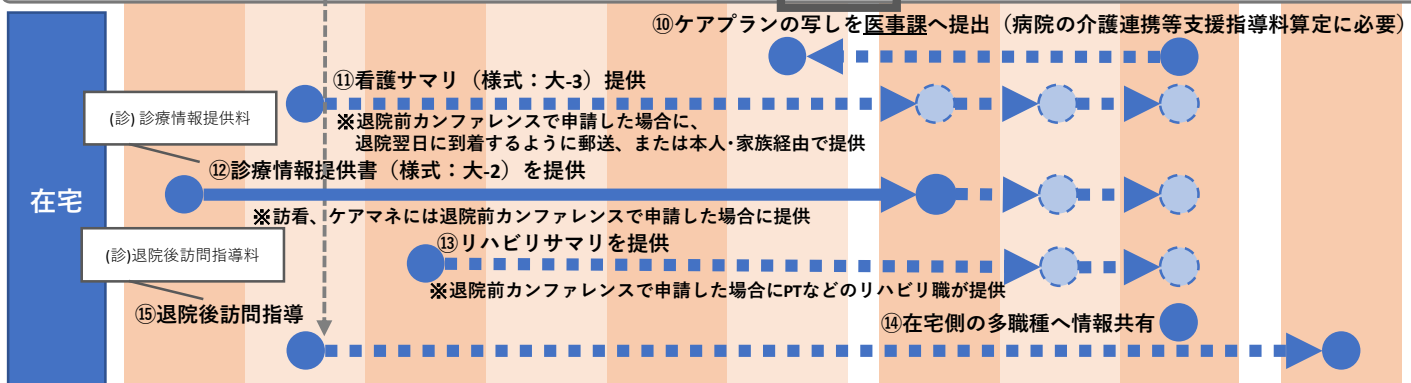 ⑩ケアプランの写しを医事課へ提出（病院の介護連携等支援指導料算定に必要）
⑪看護サマリ（様式：大-3）提供
(診) 診療情報提供料
※退院前カンファレンスで申請した場合に、
退院翌日に到着するように郵送、または本人・家族経由で提供
⑫診療情報提供書（様式：大-2）を提供
在宅
※訪看、ケアマネには退院前カンファレンスで申請した場合に提供
⑬リハビリサマリを提供
(診)退院後訪問指導料
※退院前カンファレンスで申請した場合にPTなどのリハビリ職が提供
⑮退院後訪問指導
⑭在宅側の多職種へ情報共有